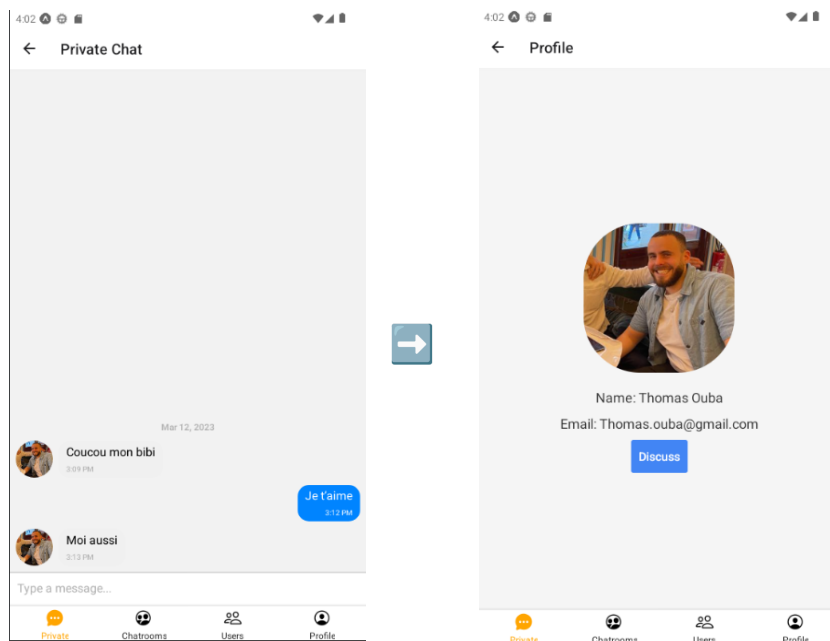 4:02
Private Chat
Mar 12, 2023
Coucou mon bibi
3:09 PM
Je t'aime
3:12 PM
Moi aussi
3:13 PM
Type a message...
Private Chatrooms Users Profile
4:02
Profile
Name: Thomas Ouba
Email: Thomas.ouba@gmail.com
Discuss
Private Chatrooms Users Profile